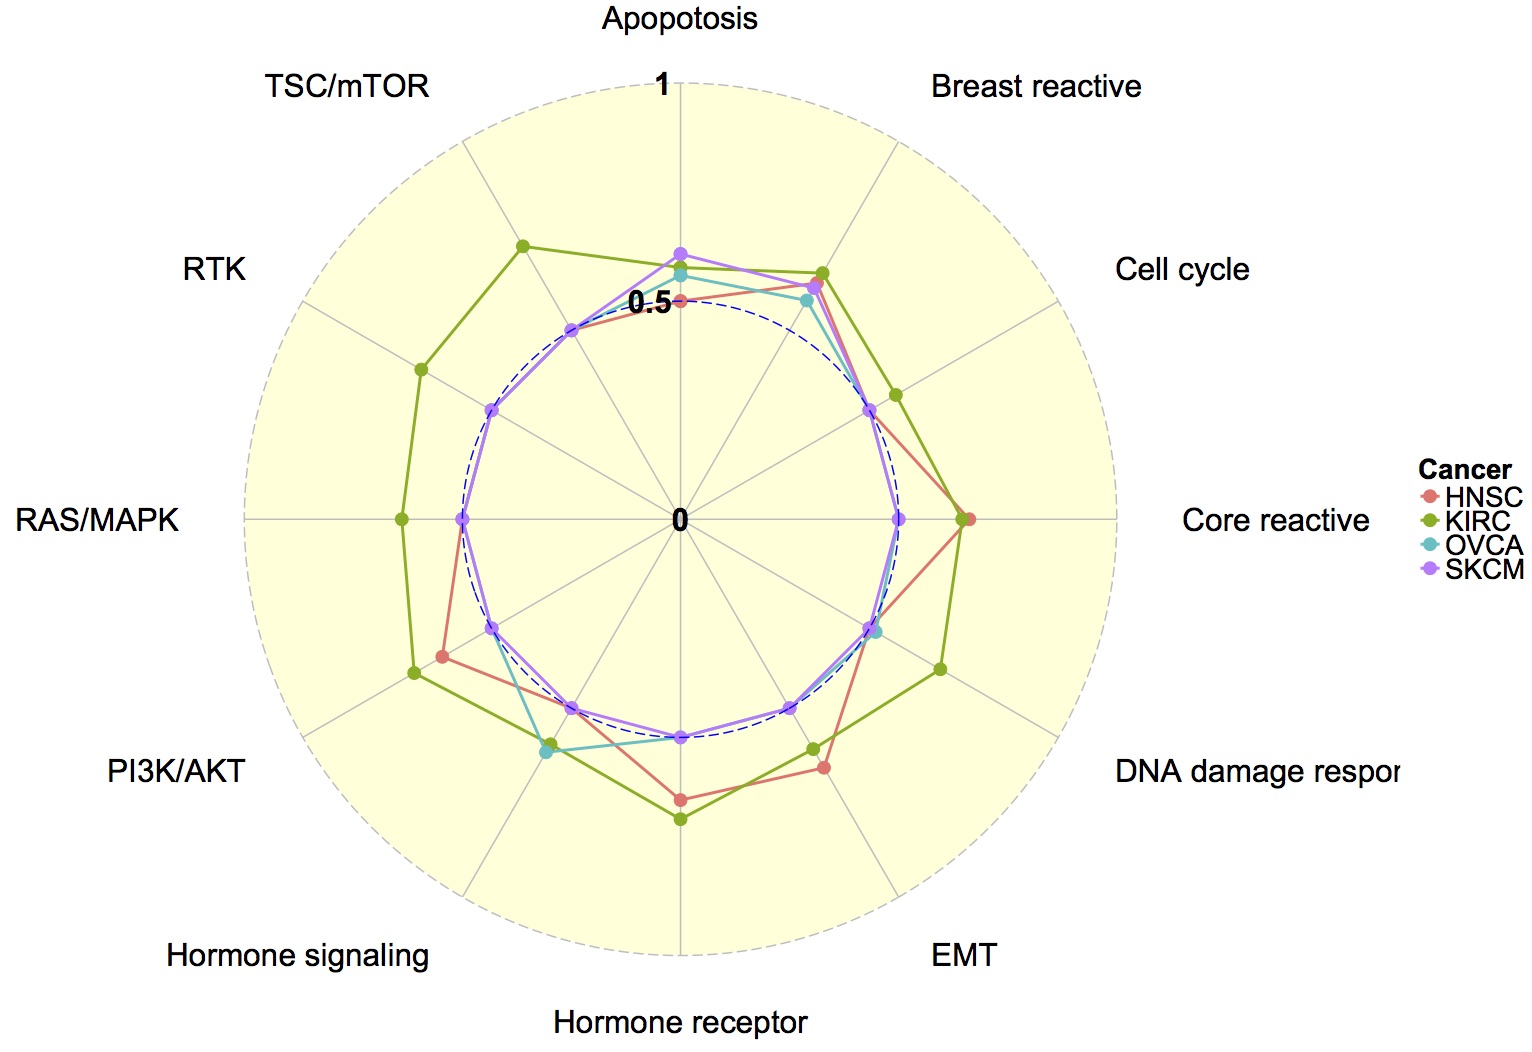 Apopotosis
TSC/mTOR
1
Breast reactive
RTK
Cell cycle
0.5
Cancer
HNSC
KIRC
OVCA
SKCM
RAS/MAPK
0
Core reactive
PI3K/AKT
DNA damage respor
Hormone signaling
EMT
Hormone receptor